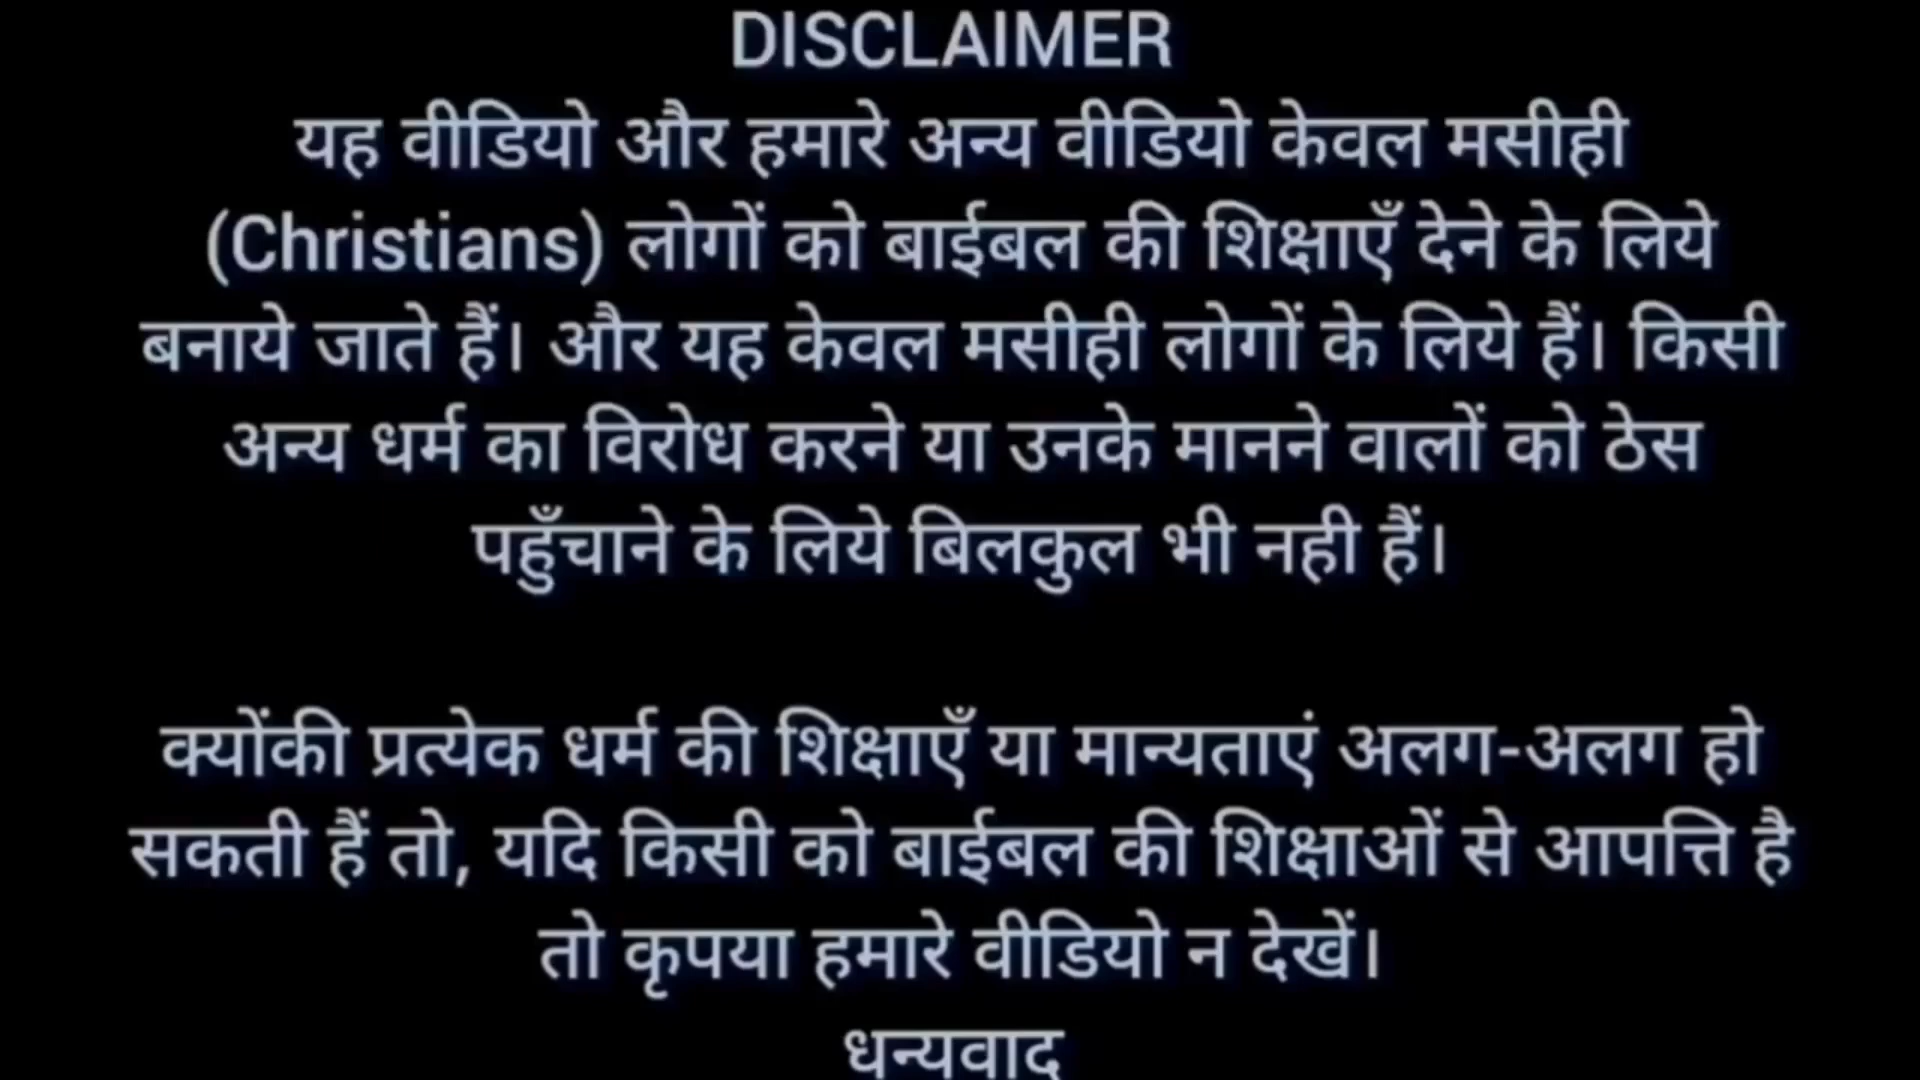 DISCLAIMER
यह वीडियो और हमारे अन्य वीडियो केवल मसीही
(Christians) लोगों को बाईबल की शिक्षाएँ देने के लिये
बनाये जाते हैं। और यह केवल मसीही लोगों के लिये हैं। किसी
अन्य धर्म का विरोध करने या उनके मानने वालों को ठेस
पहुँचाने के लिये बिलकुल भी नही हैं।
क्योंकी प्रत्येक धर्म की शिक्षाएँ या मान्यताएं अलग-अलग हो
सकती हैं तो, यदि किसी को बाईबल की शिक्षाओं से आपत्ति है
तो कृपया हमारे वीडियो न देखें।
धन्यवाद